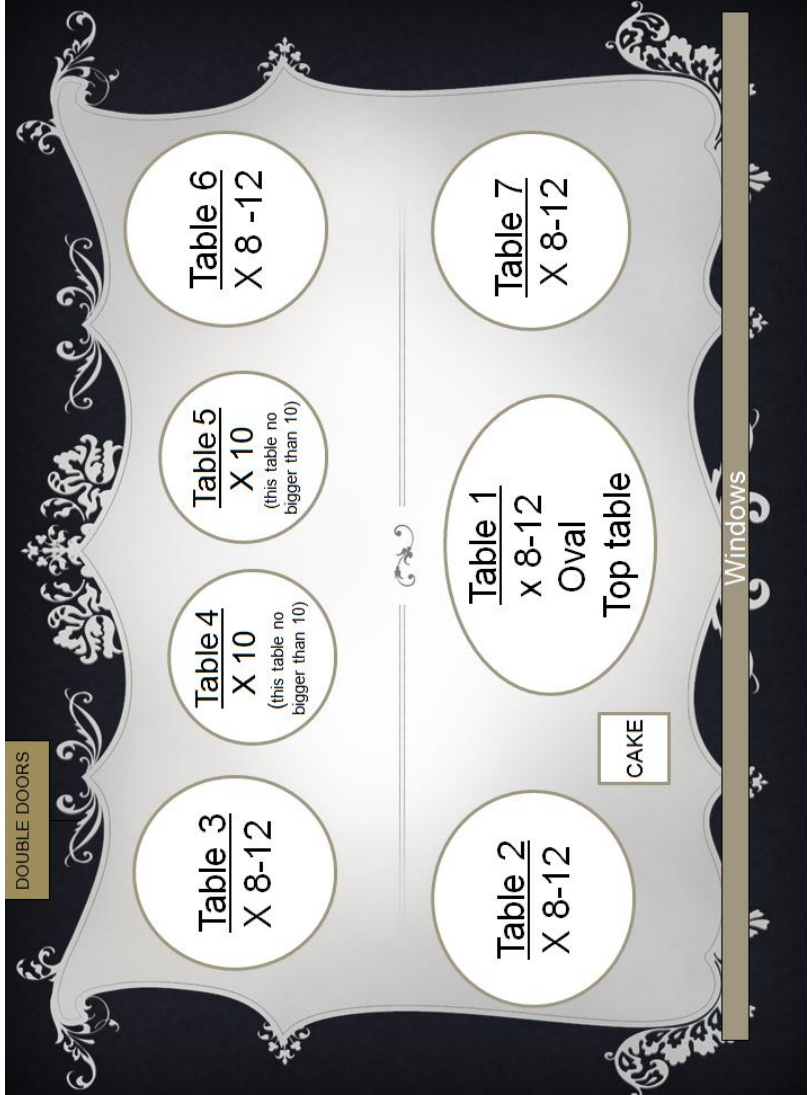 DOUBLE DOORS
Table 3
X 8-12
Table 4
X 10
(this table no
bigger than 10)
Table 5
X 10
(this table no
bigger than 10)
Table 6
X 8 -12
Table 2
X 8-12
CAKE
Table 1
x 8-12
Oval
Top table
Table 7
X 8-12
Windows